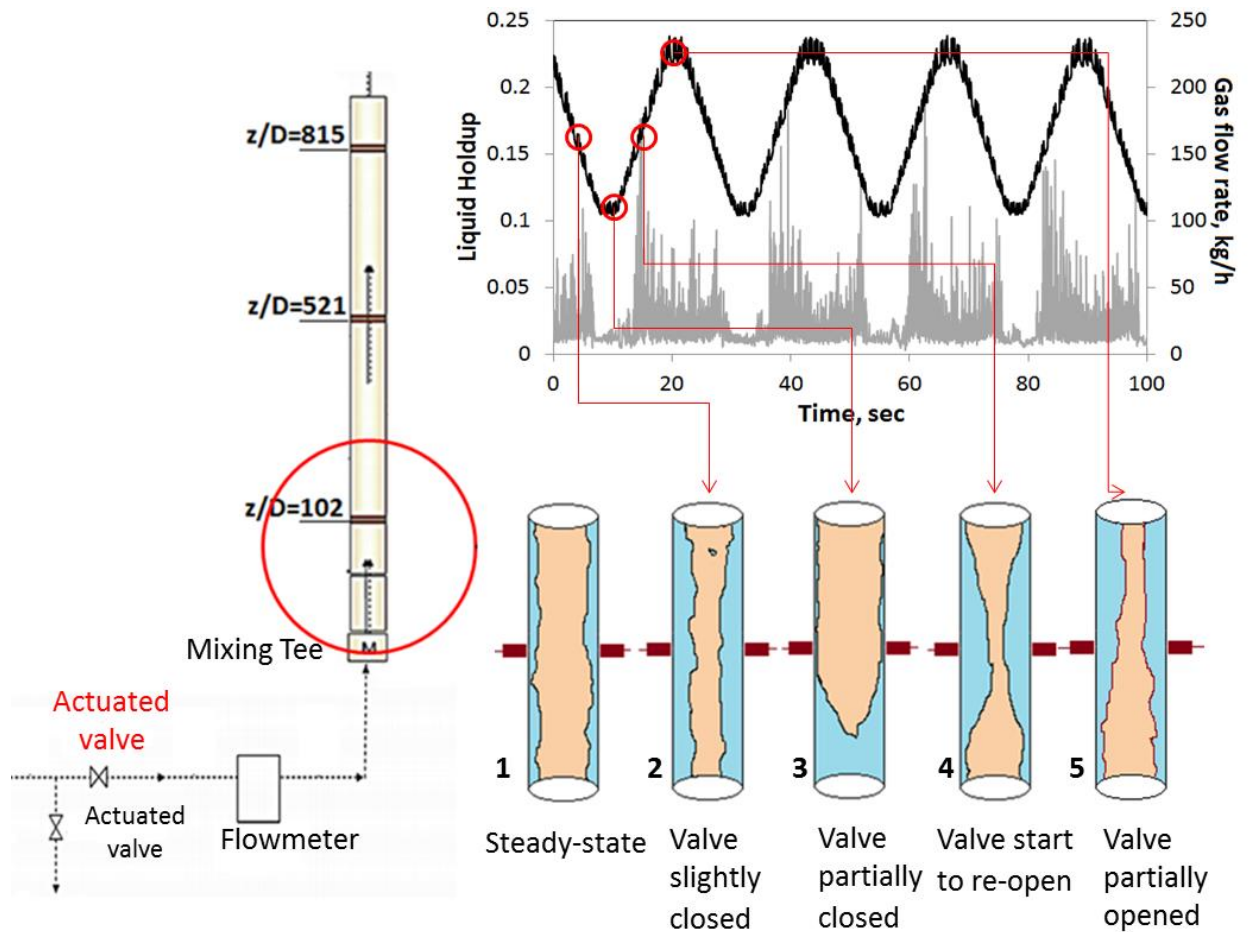 z/D=815
z/D=521
z/D=102
Mixing Tee
M
Actuated
valve
Actuated
valve
Flowmeter
0.25
0.2
0.15
0.1
0.05
0
Liquid Holdup
250
200
150
100
50
0
Gas flow rate, kg/h
0 20 40 60 80 100
Time, sec
1 2 3 4 5
Steady-state
Valve
slightly
closed
Valve
partially
closed
Valve start
to re-open
Valve
partially
opened